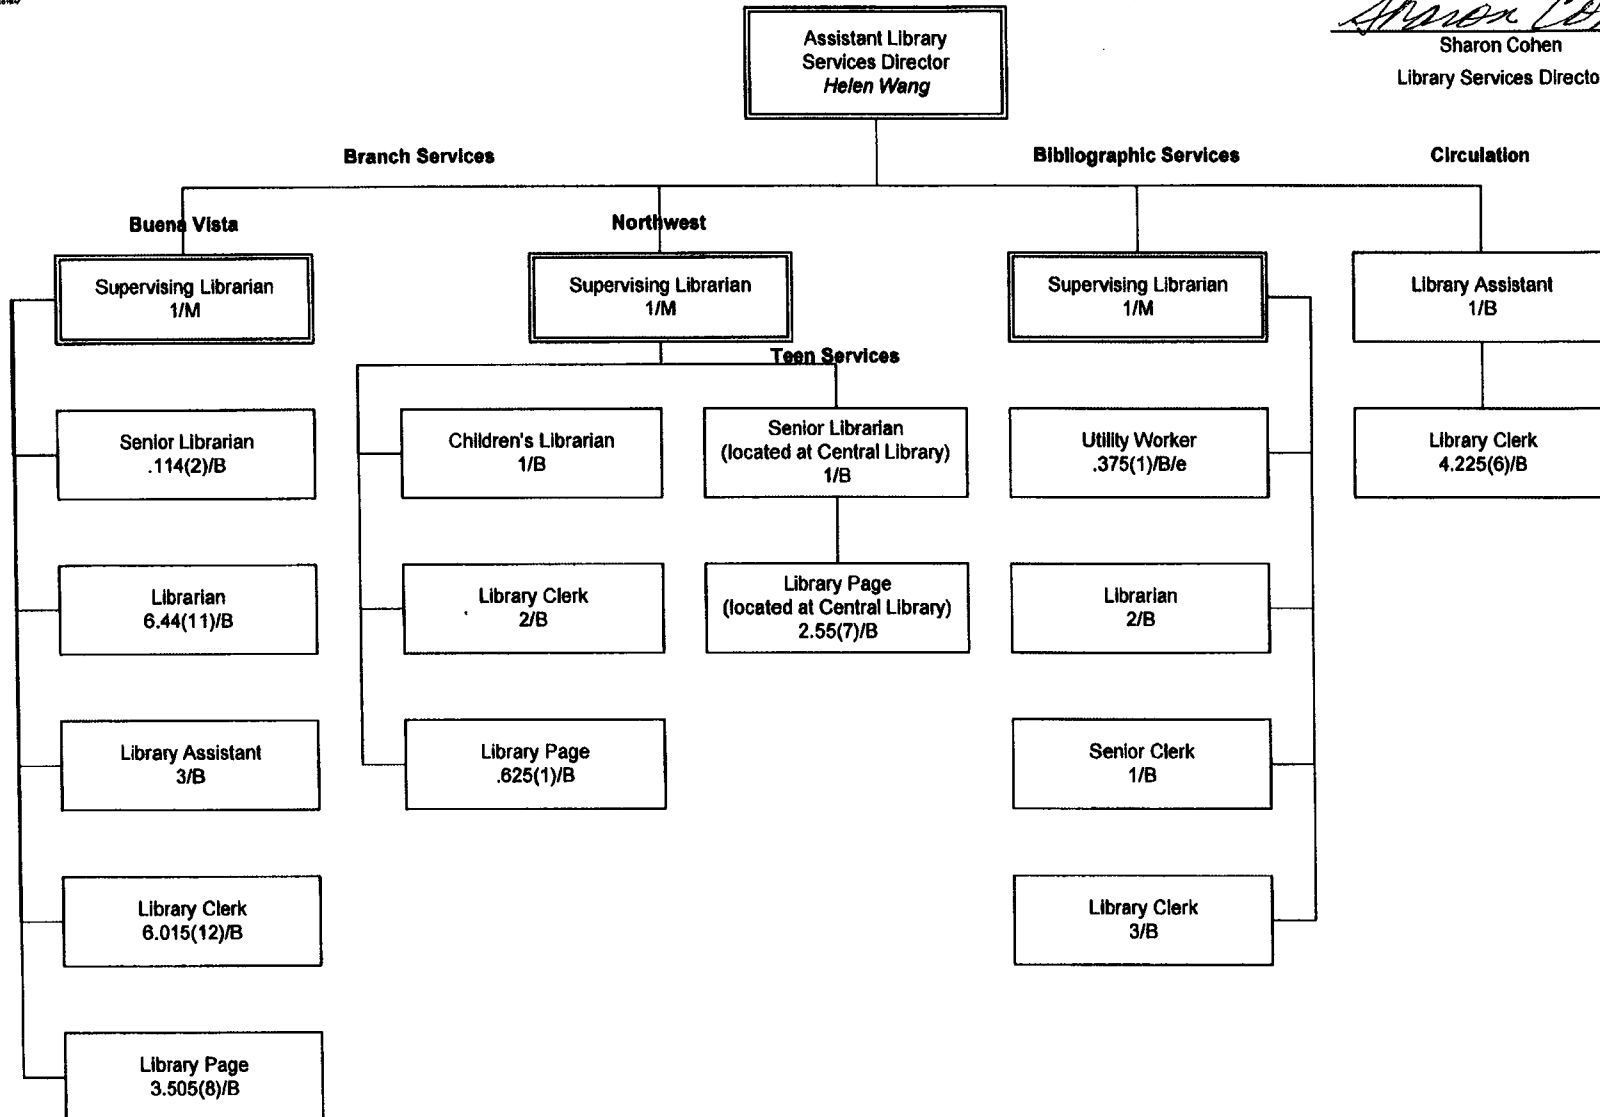 Assistant Library
Services Director
Helen Wang
Sharon Cohen
Library Services Directo
Branch Services
Bibliographic Services
Circulation
Buena Vista
Northwest
Supervising Librarian
1/M
Supervising Librarian
1/M
Supervising Librarian
1/M
Library Assistant
1/B
Teen Services
Senior Librarian
.114(2)/B
Children's Librarian
1/B
Senior Librarian
(located at Central Library)
1/B
Utility Worker
.375(1)/B/e
Library Clerk
4.225(6)/B
Librarian
6.44(11)/B
Library Clerk
2/B
Library Page
(located at Central Library)
2.55(7)/B
Librarian
2/B
Library Assistant
3/B
Library Page
.625(1)/B
Senior Clerk
1/B
Library Clerk
6.015(12)/B
Library Clerk
3/B
Library Page
3.505(8)/B